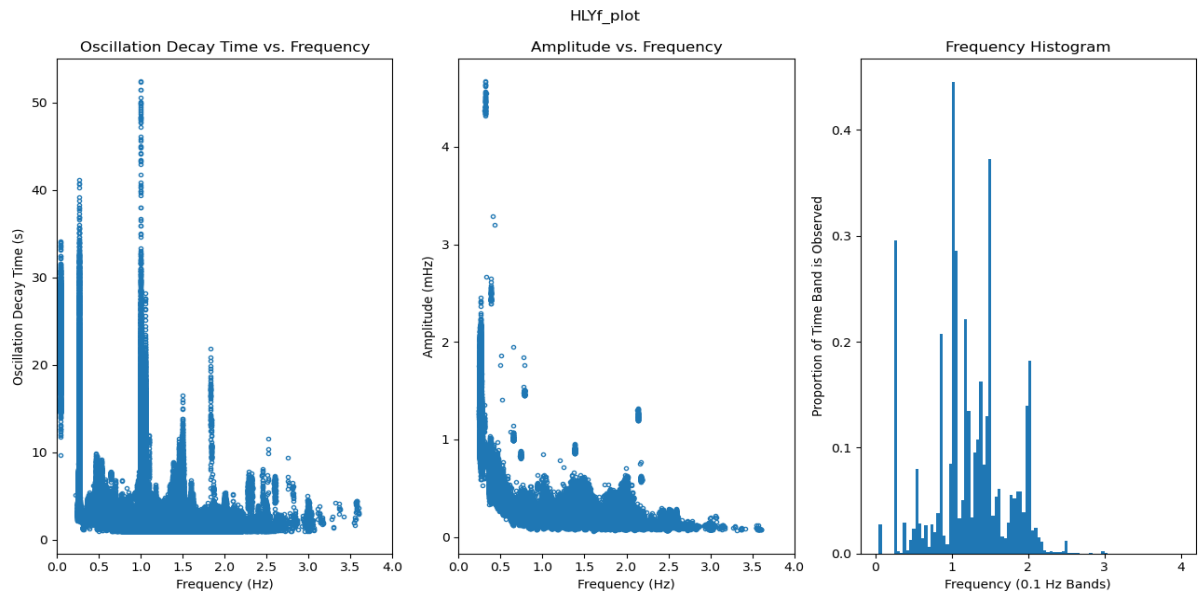 HLYf_plot
Oscillation Decay Time vs. Frequency
Oscillation Decay Time (s)
50
40
30
20
10
0
0.0 0.5 1.0 1.5 2.0 2.5 3.0 3.5 4.0
Frequency (Hz)
Amplitude vs. Frequency
Amplitude (mHz)
4
3
2
1
0
0.0 0.5 1.0 1.5 2.0 2.5 3.0 3.5 4.0
Frequency (Hz)
Frequency Histogram
Proportion of Time Band is Observed
0.4
0.3
0.2
0.1
0.0
0 1 2 3 4
Frequency (0.1 Hz Bands)